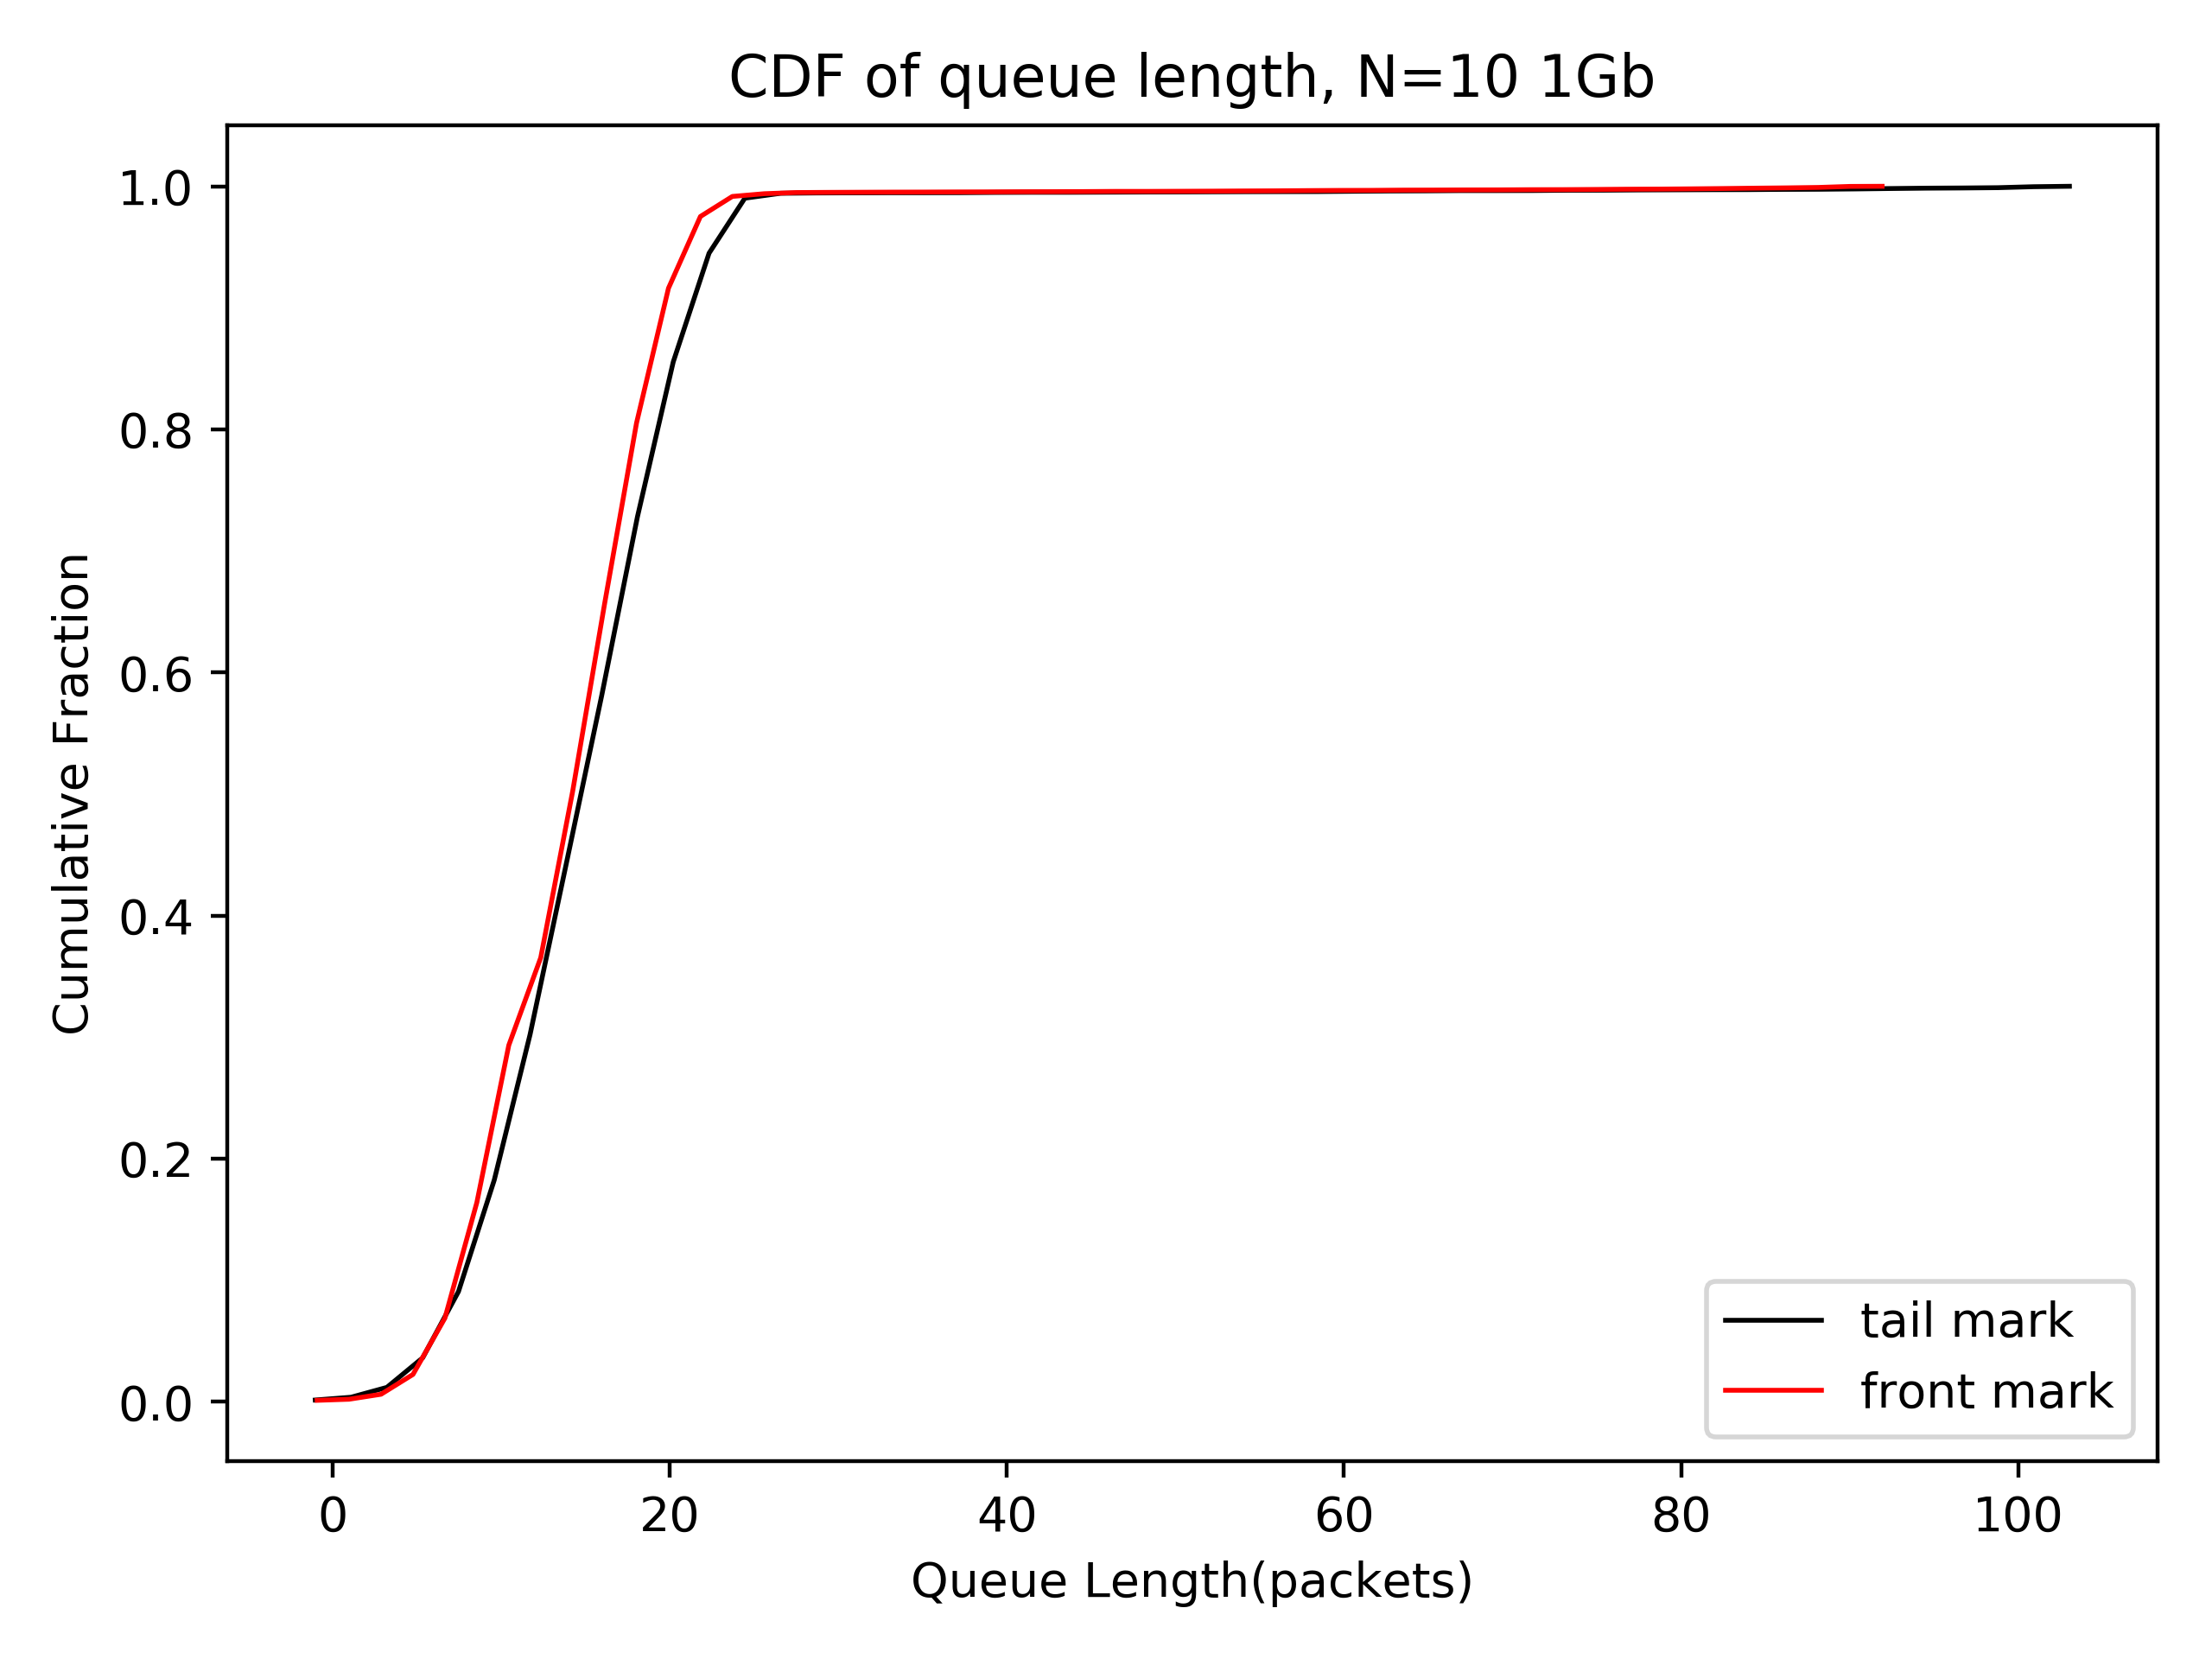 CDF of queue length, N=10 1Gb
1.0
0.8
0.6
0.4
0.2
0.0
Cumulative Fraction
0 20 40 60 80 100
Queue Length(packets)
tail mark
front mark